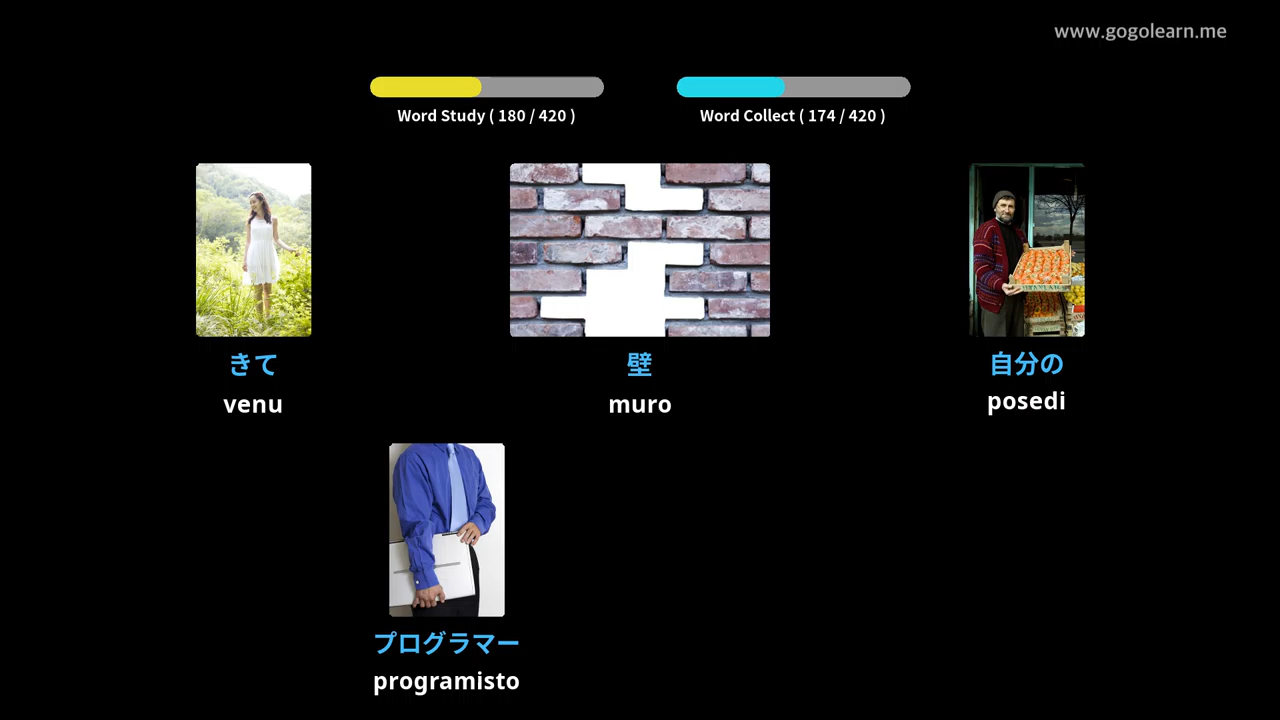 www.gogolearn.me
Word Study ( 180 / 420 )
Word Collect ( 174 / 420 )
きて
venu
壁
muro
自分の
posedi
プログラマー
programisto